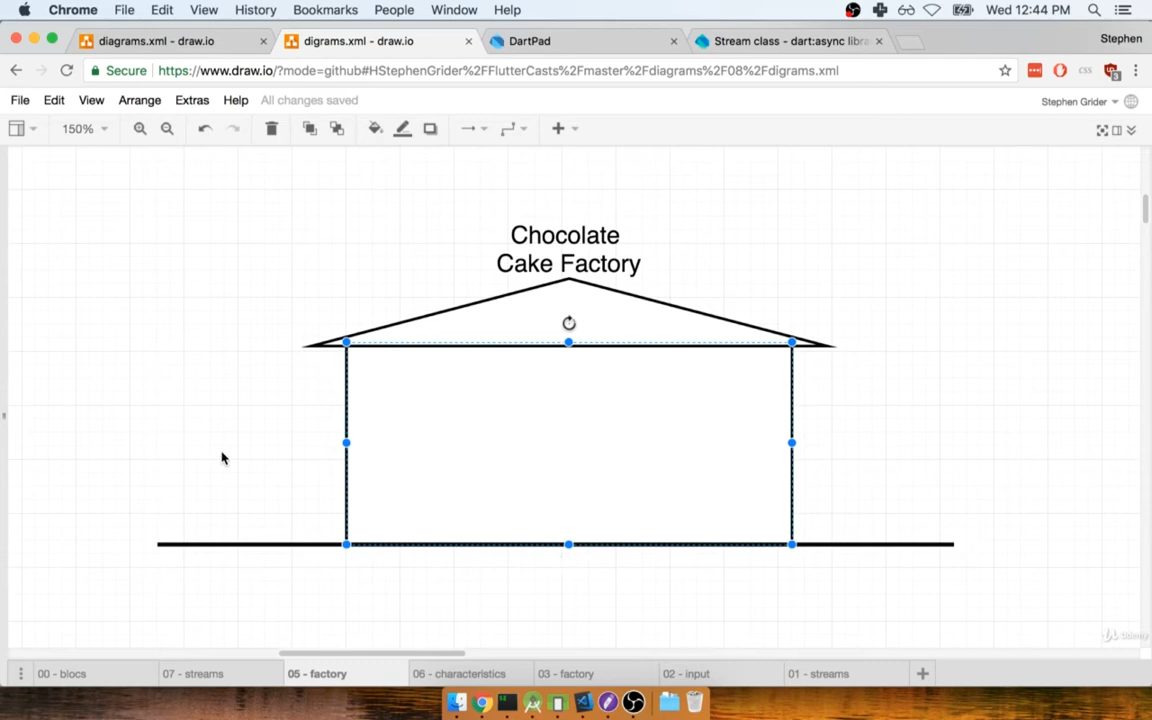 Chrome File Edit View History Bookmarks People Window Help Wed 12:44 PM
diagrams.xml - draw.io digrams.xml - draw.io DartPad Stream class - dart:async libra Stephen
Secure https://www.draw.io/?mode=github#HStephenGrider%2FFlutterCasts%2Fmaster%2Fdiagrams%2F08%2Fdigrams.xml css 3
File Edit View Arrange Extras Help All changes saved Stephen Grider
150%
Chocolate
Cake Factory
Udemy
00 - blocs 07 - streams 05 - factory 06 - characteristics 03 - factory 02 - input 01 - streams